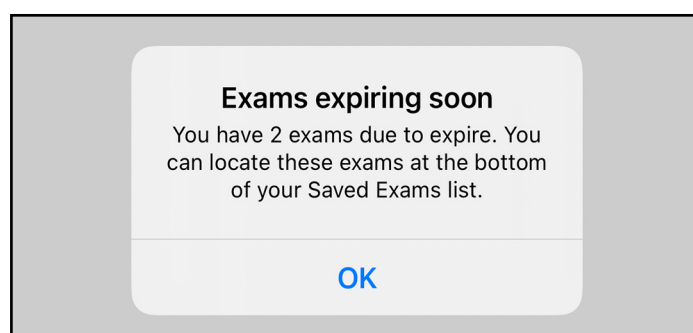 Exams expiring soon
You have 2 exams due to expire. You
can locate these exams at the bottom
of your Saved Exams list.
OK